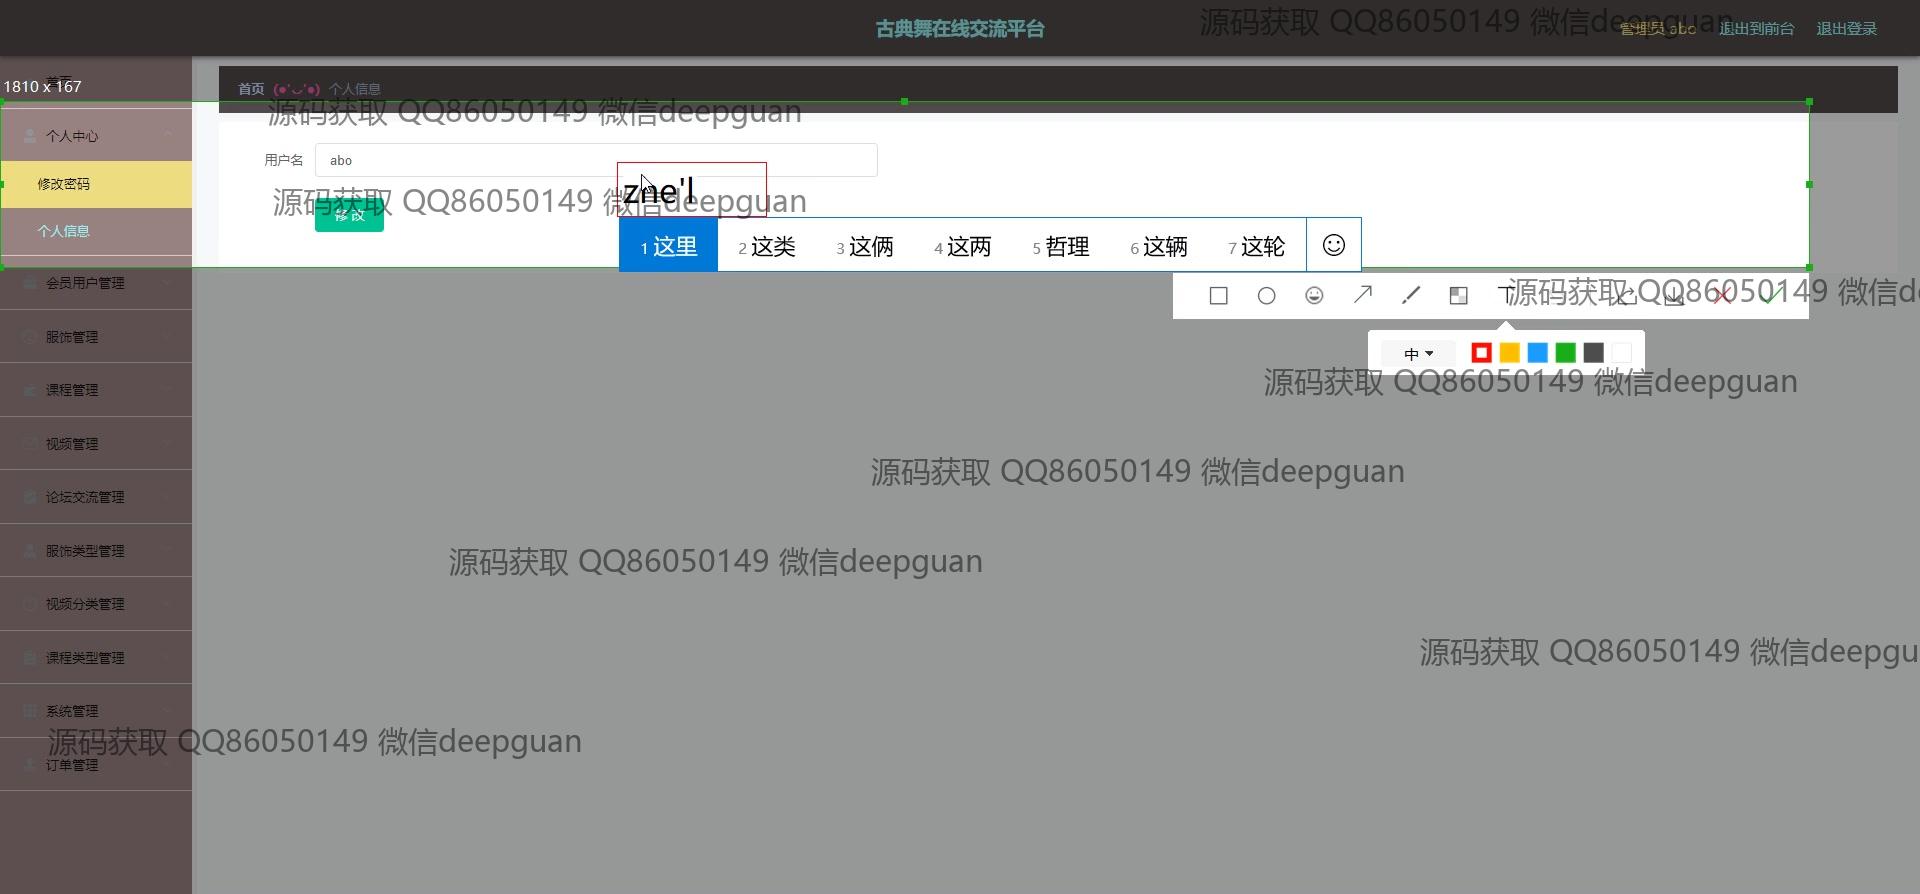 古典舞在线交流平台
源码获取 QQ86050149 微信deepguan
管理员 abo
退出到前台
退出登录
首页
1810 x 167
首页 (●'◡'●) 个人信息
源码获取 QQ86050149 微信deepguan
个人中心
用户名
abo
修改密码
zhe'l
源码获取 QQ86050149 微信deepguan
修改
个人信息
1 这里 2 这类 3 这俩 4 这两 5 哲理 6 这辆 7 这轮
会员用户管理
T
源码获取 QQ86050149 微信d
服饰管理
中
源码获取 QQ86050149 微信deepguan
课程管理
视频管理
源码获取 QQ86050149 微信deepguan
论坛交流管理
服饰类型管理
源码获取 QQ86050149 微信deepguan
视频分类管理
课程类型管理
源码获取 QQ86050149 微信deepgu
系统管理
源码获取 QQ86050149 微信deepguan
订单管理